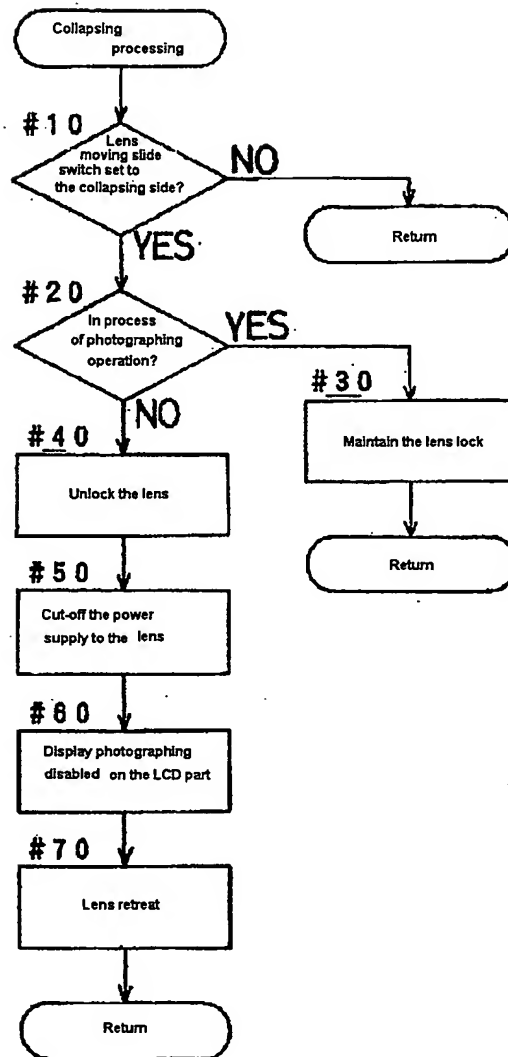 Collapsing
processing
#10
Lens
moving slide
switch set to
the collapsing side?
NO
Return
YES
#20
In process
of photographing
operation?
YES
#30
Maintain the lens lock
Return
NO
#40
Unlock the lens
#50
Cut-off the power
supply to the lens
#60
Display photographing
disabled on the LCD part
#70
Lens retreat
Return